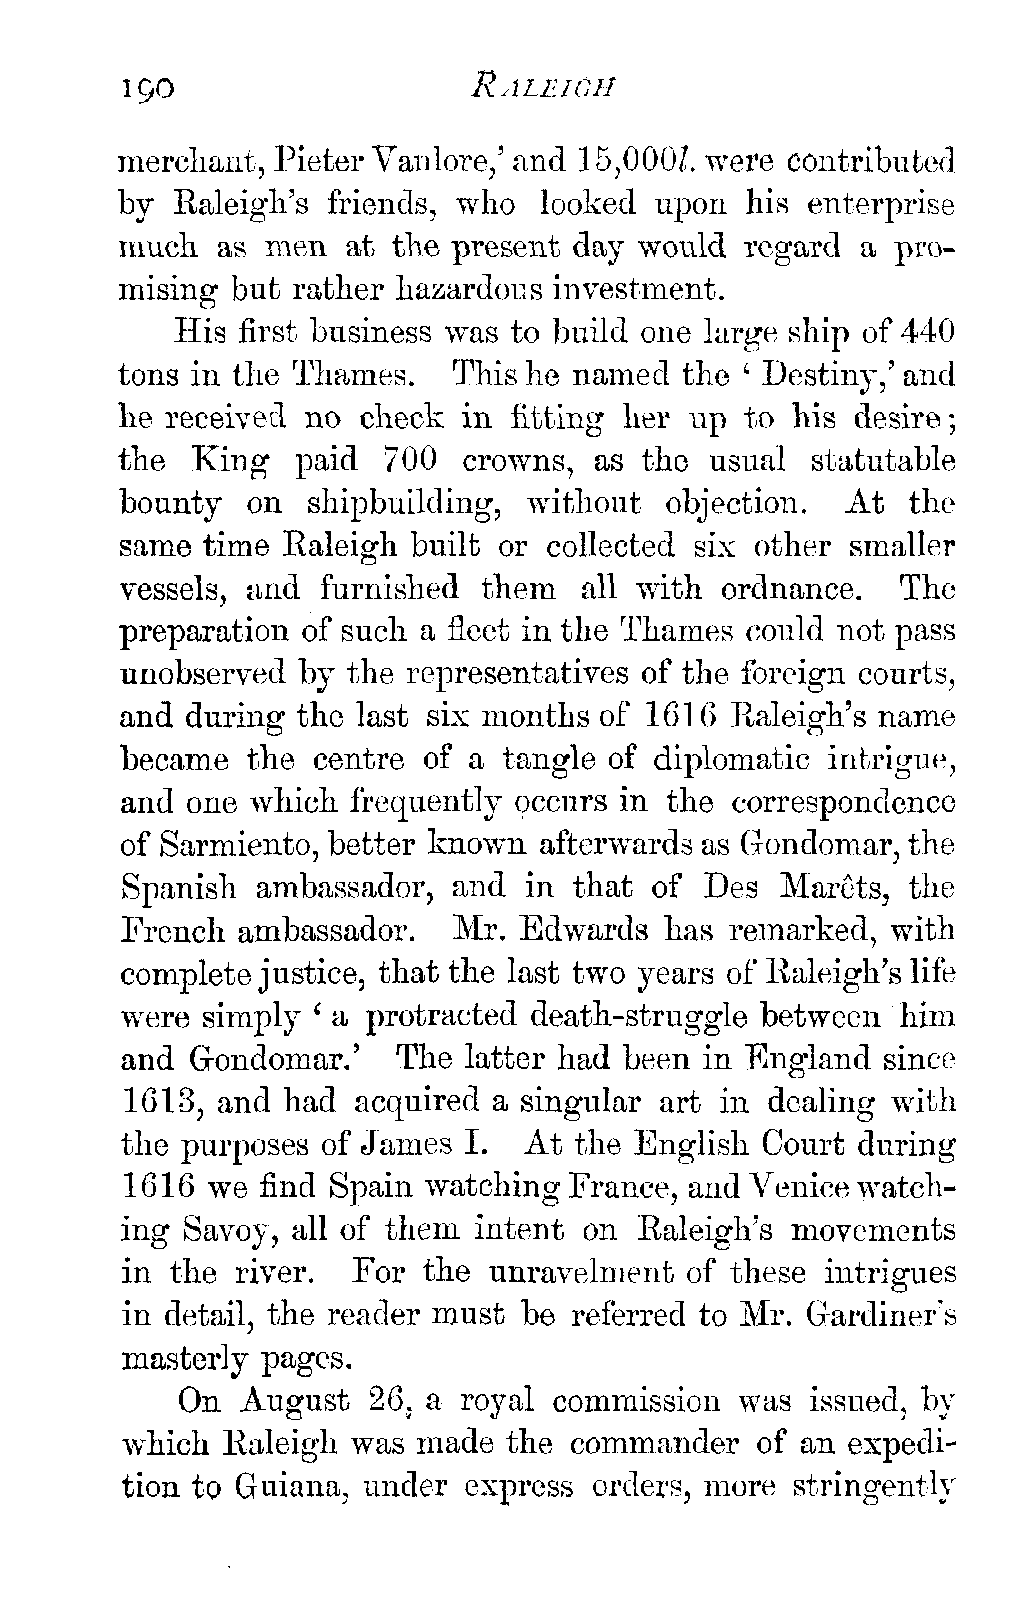 190 RALEIGH
merchant, Pieter Vanlore,’ and 15,000l. were contributed
by Raleigh’s friends, who looked upon his enterprise
much as men at the present day would regard a pro-
mising but rather hazardous investment.
His first business was to build one large ship of 440
tons in the Thames. This he named the ‘ Destiny,’ and
he received no check in fitting her up to his desire;
the King paid 700 crowns, as the usual statutable
bounty on shipbuilding, without objection. At the
same time Raleigh built or collected six other smaller
vessels, and furnished them all with ordnance. The
preparation of such a fleet in the Thames could not pass
unobserved by the representatives of the foreign courts,
and during the last six months of 1616 Raleigh’s name
became the centre of a tangle of diplomatic intrigue,
and one which frequently occurs in the correspondence
of Sarmiento, better known afterwards as Gondomar, the
Spanish ambassador, and in that of Des Marêts, the
French ambassador. Mr. Edwards has remarked, with
complete justice, that the last two years of Raleigh’s life
were simply ‘ a protracted death-struggle between him
and Gondomar.’ The latter had been in England since
1613, and had acquired a singular art in dealing with
the purposes of James I. At the English Court during
1616 we find Spain watching France, and Venice watch-
ing Savoy, all of them intent on Raleigh’s movements
in the river. For the unravelment of these intrigues
in detail, the reader must be referred to Mr. Gardiner’s
masterly pages.
On August 26, a royal commission was issued, by
which Raleigh was made the commander of an expedi-
tion to Guiana, under express orders, more stringently